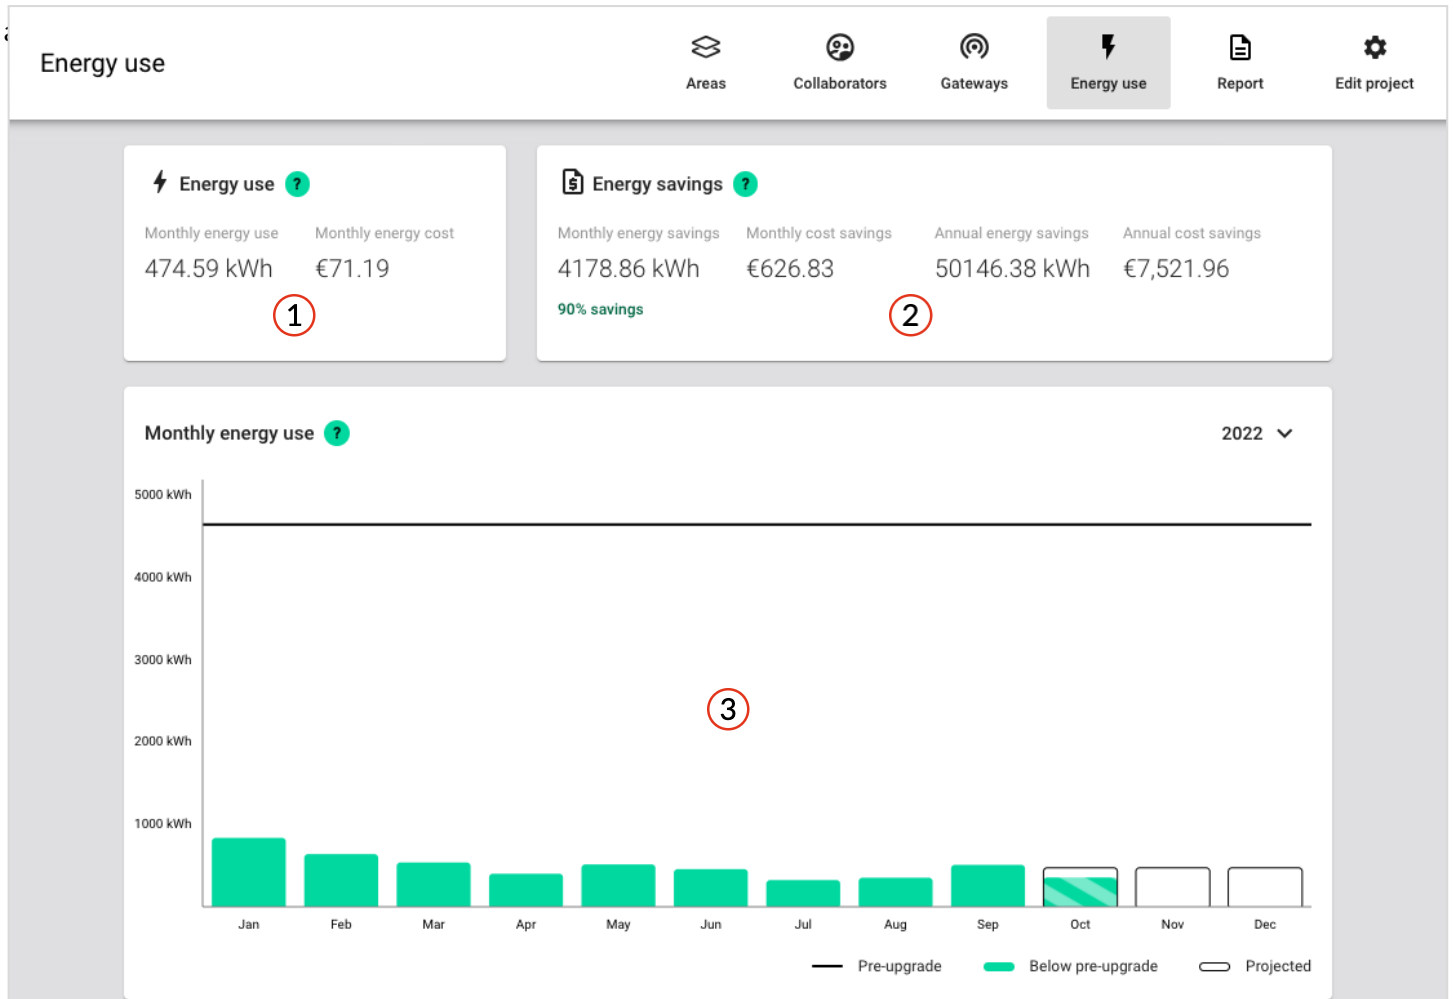 Energy use
Areas
Collaborators
Gateways
Energy use
Report
Edit project
Energy use ?
Monthly energy use
Monthly energy cost
474.59 kWh
€71.19
1
Energy savings ?
Monthly energy savings
Monthly cost savings
Annual energy savings
Annual cost savings
4178.86 kWh
€626.83
50146.38 kWh
€7,521.96
90% savings
2
Monthly energy use ?
2022
5000 kWh
4000 kWh
3000 kWh
2000 kWh
1000 kWh
3
Jan
Feb
Mar
Apr
May
Jun
Jul
Aug
Sep
Oct
Nov
Dec
Pre-upgrade
Below pre-upgrade
Projected